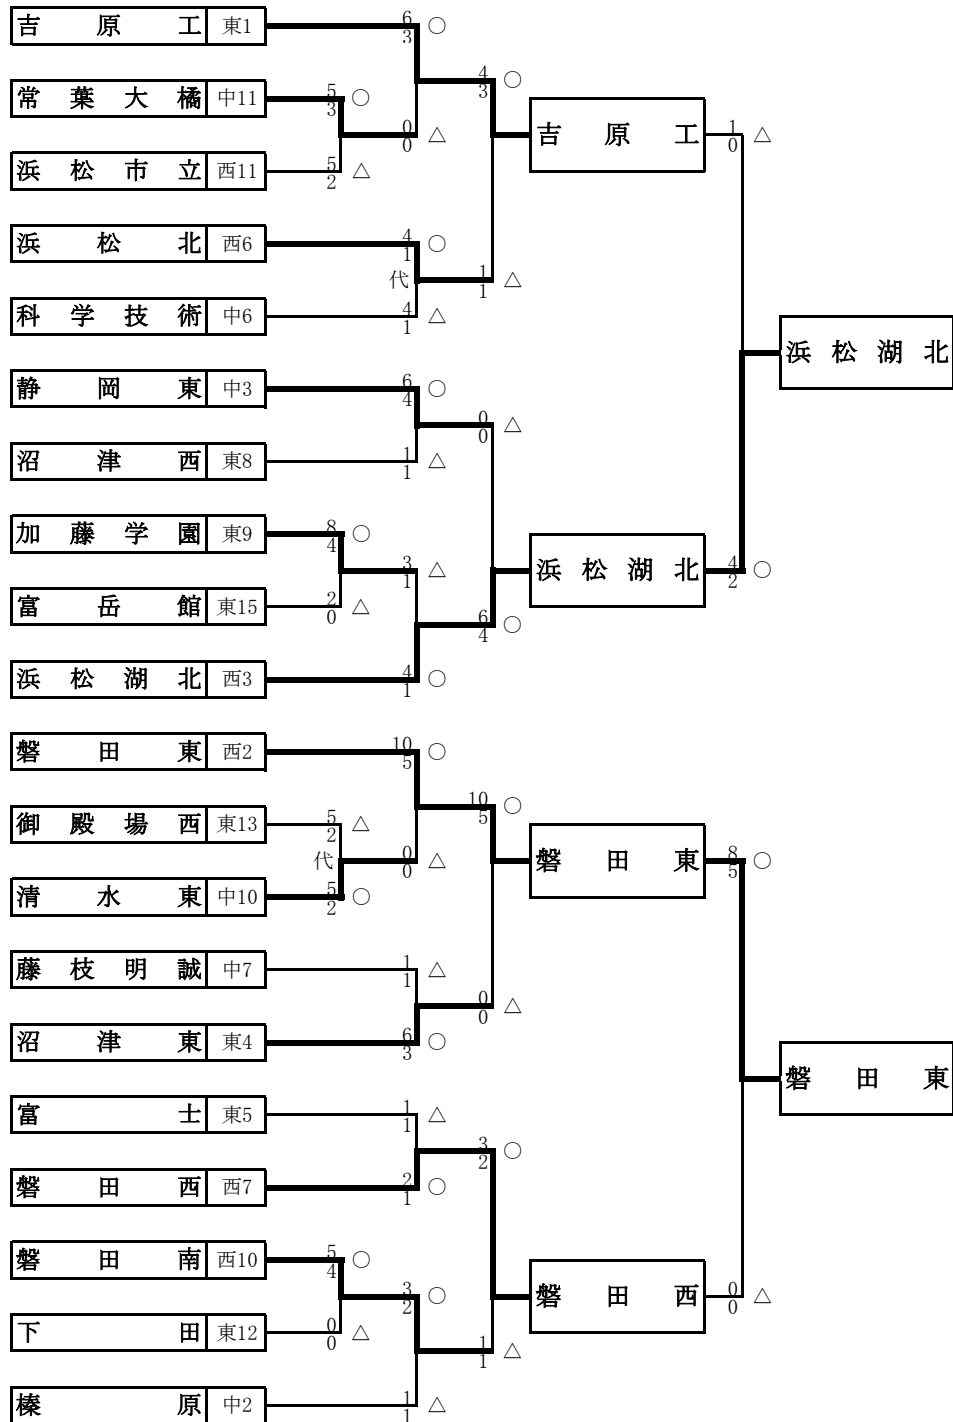 吉原工 東1 6 ○
3
4 ○
3
常葉大橘 中11 5 ○
3
吉原工 1 △
0
0 △
0
浜松市立 西11 5 △
2
浜松北 西6 4 ○
1
代 1 △
1
科学技術 中6 4 △
1
浜松湖北
静岡東 中3 6 ○
4
0 △
0
沼津西 東8 1 △
1
加藤学園 東9 8 ○
4
3 △
1
浜松湖北 4 ○
2
富岳館 東15 2 △
0
6 ○
4
浜松湖北 西3 4 ○
1
磐田東 西2 10 ○
5
10 ○
5
御殿場西 東13 5 △
2
代 0 △
0
磐田東 8 ○
5
清水東 中10 5 ○
2
藤枝明誠 中7 1 △
1
0 △
0
沼津東 東4 6 ○
3
磐田東
富士 東5 1 △
1
3 ○
2
磐田西 西7 2 ○
1
磐田南 西10 5 ○
4
3 ○
2
磐田西 0 △
0
下田 東12 0 △
0
1 △
1
榛原 中2 1 △
1